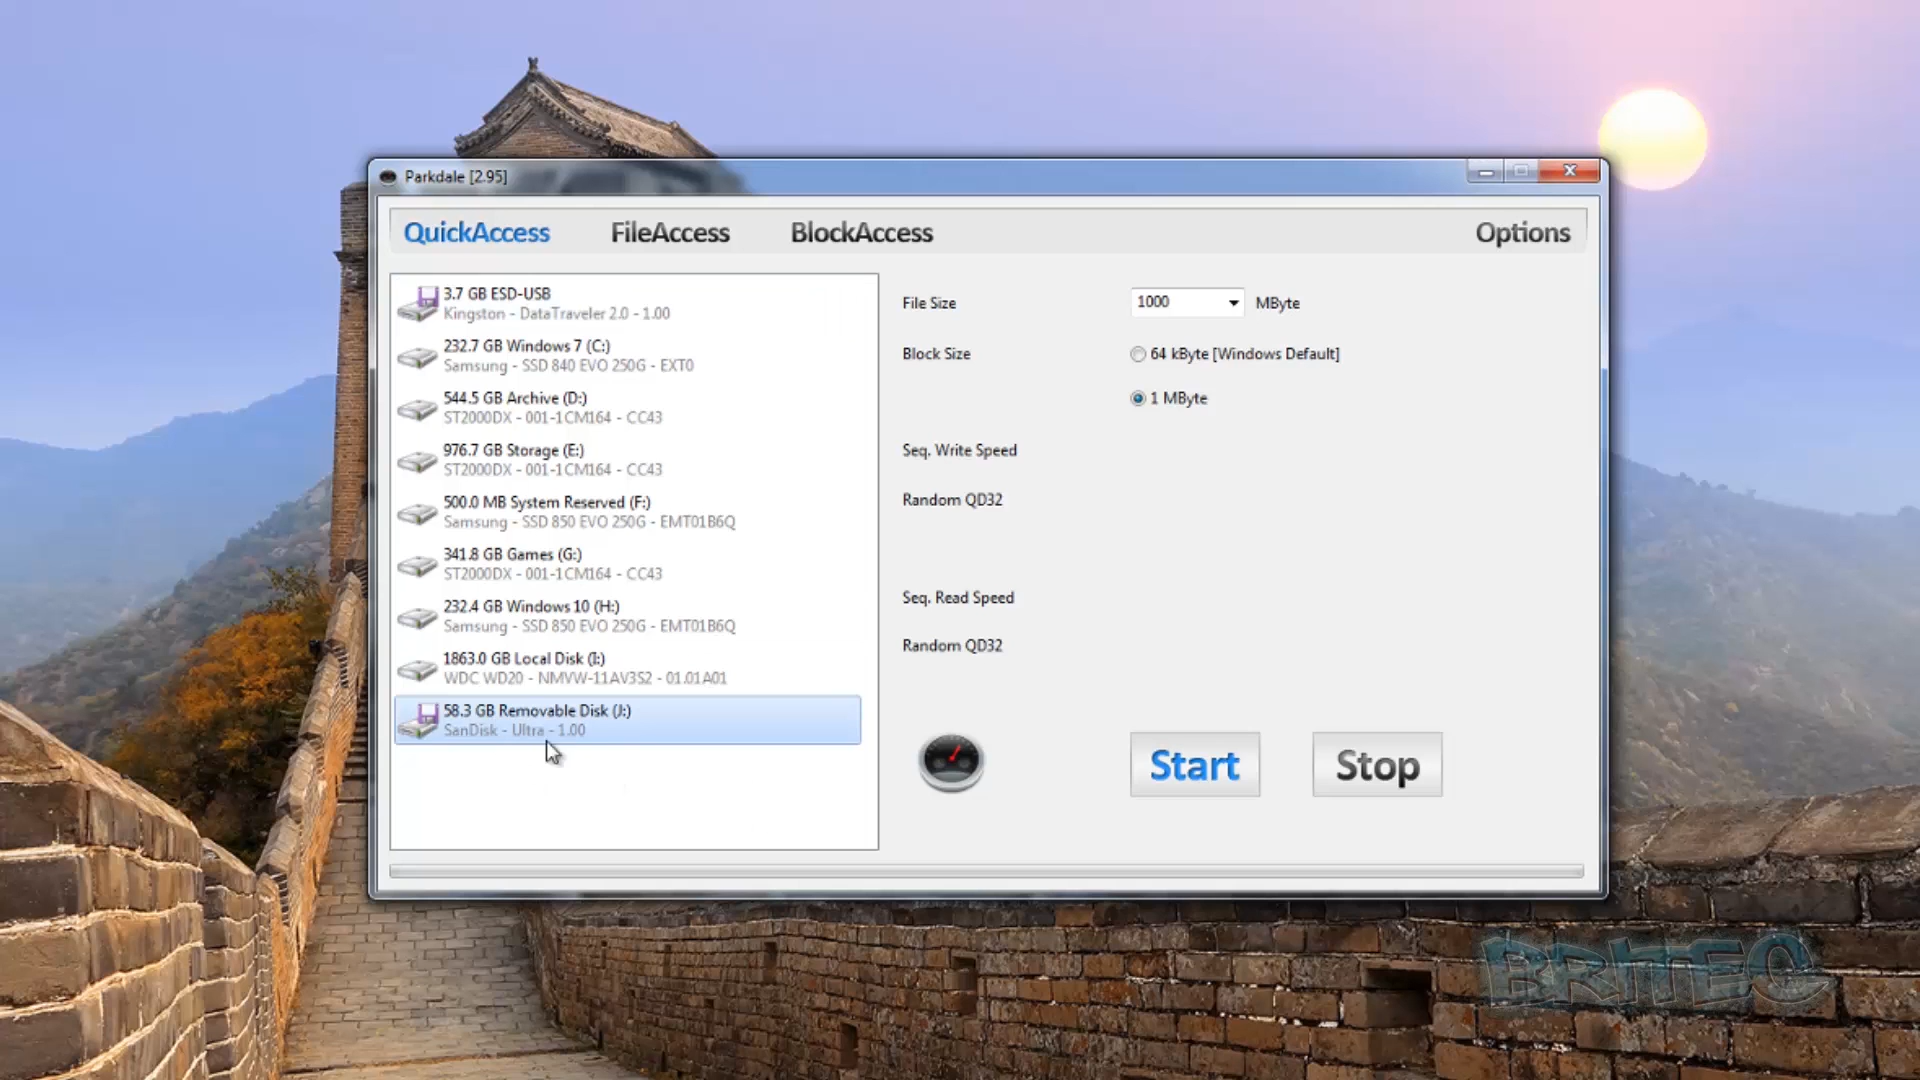 Parkdale [2.95]
QuickAccess
FileAccess
BlockAccess
Options
3.7 GB ESD-USB
Kingston - DataTraveler 2.0 - 1.00
232.7 GB Windows 7 (C:)
Samsung - SSD 840 EVO 250G - EXT0
544.5 GB Archive (D:)
ST2000DX - 001-1CM164 - CC43
976.7 GB Storage (E:)
ST2000DX - 001-1CM164 - CC43
500.0 MB System Reserved (F:)
Samsung - SSD 850 EVO 250G - EMT01B6Q
341.8 GB Games (G:)
ST2000DX - 001-1CM164 - CC43
232.4 GB Windows 10 (H:)
Samsung - SSD 850 EVO 250G - EMT01B6Q
1863.0 GB Local Disk (I:)
WDC WD20 - NMVW-11AV3S2 - 01.01A01
58.3 GB Removable Disk (J:)
SanDisk - Ultra - 1.00
File Size
1000 MByte
Block Size
64 kByte [Windows Default]
1 MByte
Seq. Write Speed
Random QD32
Seq. Read Speed
Random QD32
Start
Stop
BRITEC